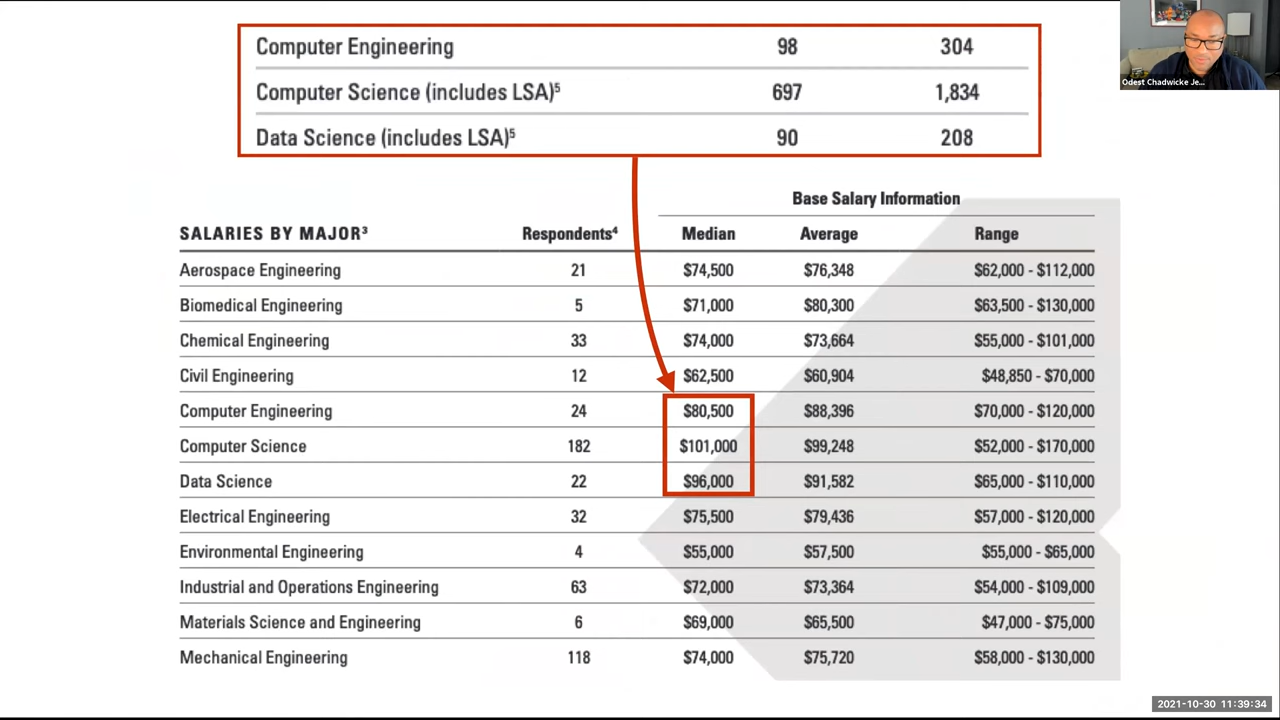 Computer Engineering 98 304
Computer Science (includes LSA)⁵ 697 1,834
Data Science (includes LSA)⁵ 90 208
Odest Chadwicke Je...
Base Salary Information
SALARIES BY MAJOR³ Respondents⁴ Median Average Range
Aerospace Engineering 21 $74,500 $76,348 $62,000 - $112,000
Biomedical Engineering 5 $71,000 $80,300 $63,500 - $130,000
Chemical Engineering 33 $74,000 $73,664 $55,000 - $101,000
Civil Engineering 12 $62,500 $60,904 $48,850 - $70,000
Computer Engineering 24 $80,500 $88,396 $70,000 - $120,000
Computer Science 182 $101,000 $99,248 $52,000 - $170,000
Data Science 22 $96,000 $91,582 $65,000 - $110,000
Electrical Engineering 32 $75,500 $79,436 $57,000 - $120,000
Environmental Engineering 4 $55,000 $57,500 $55,000 - $65,000
Industrial and Operations Engineering 63 $72,000 $73,364 $54,000 - $109,000
Materials Science and Engineering 6 $69,000 $65,500 $47,000 - $75,000
Mechanical Engineering 118 $74,000 $75,720 $58,000 - $130,000
2021-10-30 11:39:34